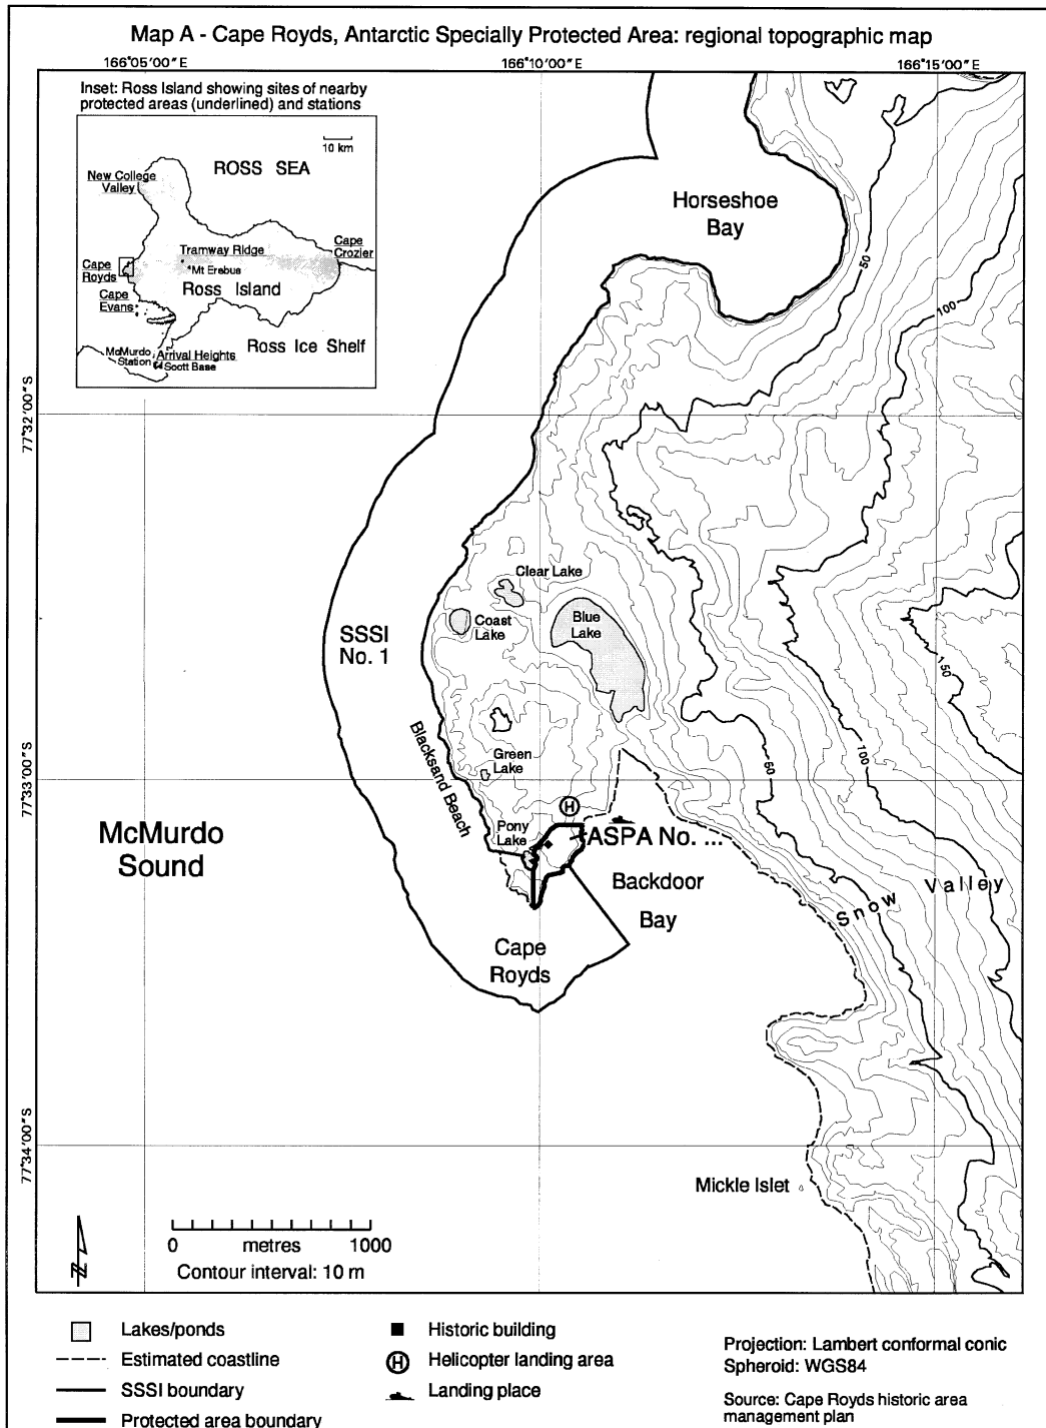 Map A - Cape Royds, Antarctic Specially Protected Area: regional topographic map
166°05'00" E
166°10'00" E
166°15'00" E
Inset: Ross Island showing sites of nearby
protected areas (underlined) and stations
10 km
ROSS SEA
New College
Valley
Tramway Ridge
Cape
Crozier
Cape
Royds
Mt Erebus
Ross Island
Cape
Evans
Ross Ice Shelf
McMurdo
Station
Arrival Heights
Scott Base
Horseshoe
Bay
50
100
77°32'00"S
Clear Lake
Coast
Lake
Blue
Lake
SSSI
No. 1
150
Blacksand Beach
Green
Lake
50
100
77°33'00"S
H
McMurdo
Sound
Pony
Lake
ASPA No. ...
Backdoor
Bay
Snow Valley
Cape
Royds
77°34'00"S
Mickle Islet
N
0 metres 1000
Contour interval: 10 m
Lakes/ponds
Estimated coastline
SSSI boundary
Protected area boundary
Historic building
H Helicopter landing area
Landing place
Projection: Lambert conformal conic
Spheroid: WGS84
Source: Cape Royds historic area
management plan